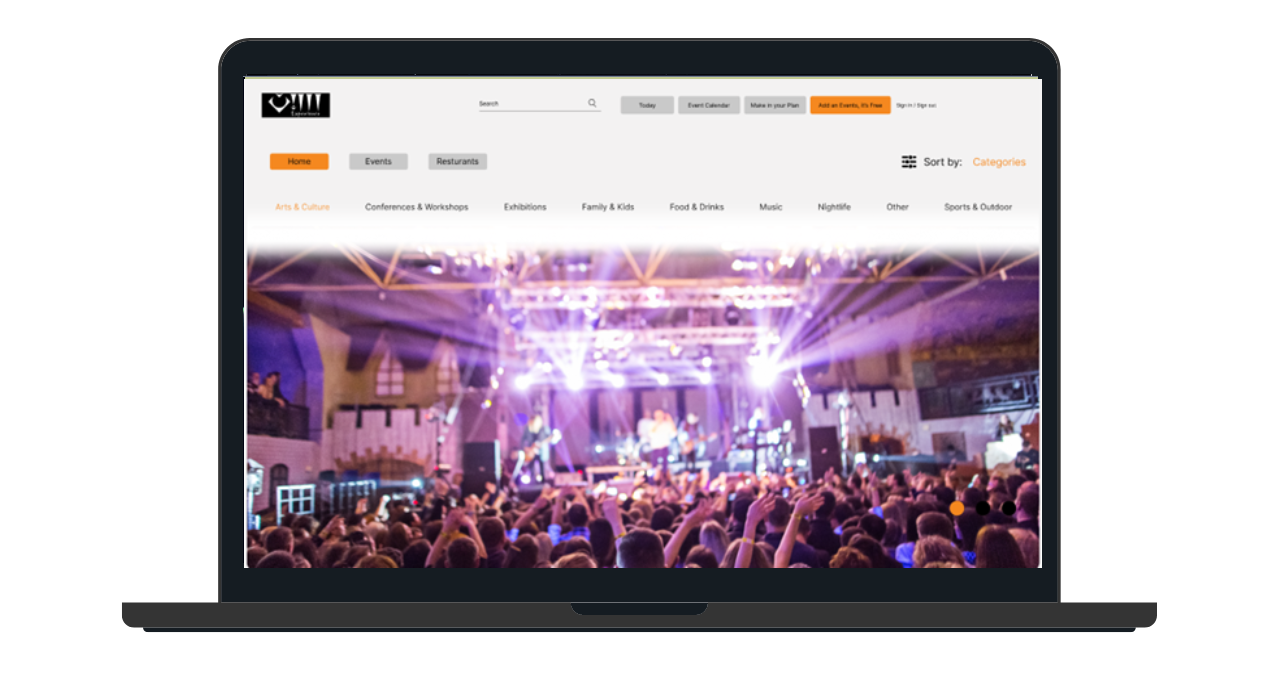 Search
Today
Event Calendar
Make in your Plan
Add an Events, It's Free
Sign in / Sign out
Home
Events
Resturants
Sort by: Categories
Arts & Culture
Conferences & Workshops
Exhibitions
Family & Kids
Food & Drinks
Music
Nightlife
Other
Sports & Outdoor